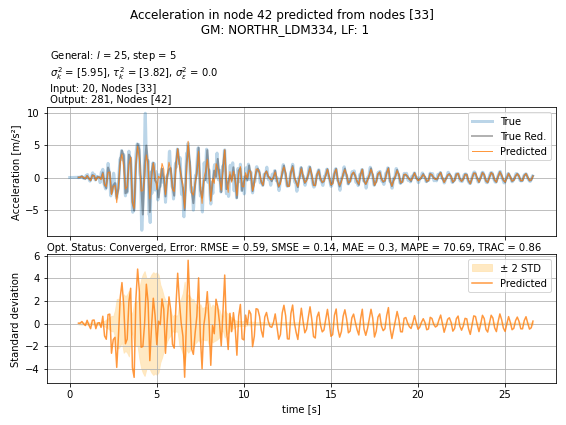 Acceleration in node 42 predicted from nodes [33]
GM: NORTHR_LDM334, LF: 1
General: l = 25, step = 5
σ²ₖ = [5.95], τ²ₖ = [3.82], σ²ε = 0.0
Input: 20, Nodes [33]
Output: 281, Nodes [42]
Acceleration [m/s²]
10
5
0
−5
True
True Red.
Predicted
Opt. Status: Converged, Error: RMSE = 0.59, SMSE = 0.14, MAE = 0.3, MAPE = 70.69, TRAC = 0.86
Standard deviation
6
4
2
0
−2
−4
± 2 STD
Predicted
0 5 10 15 20 25
time [s]